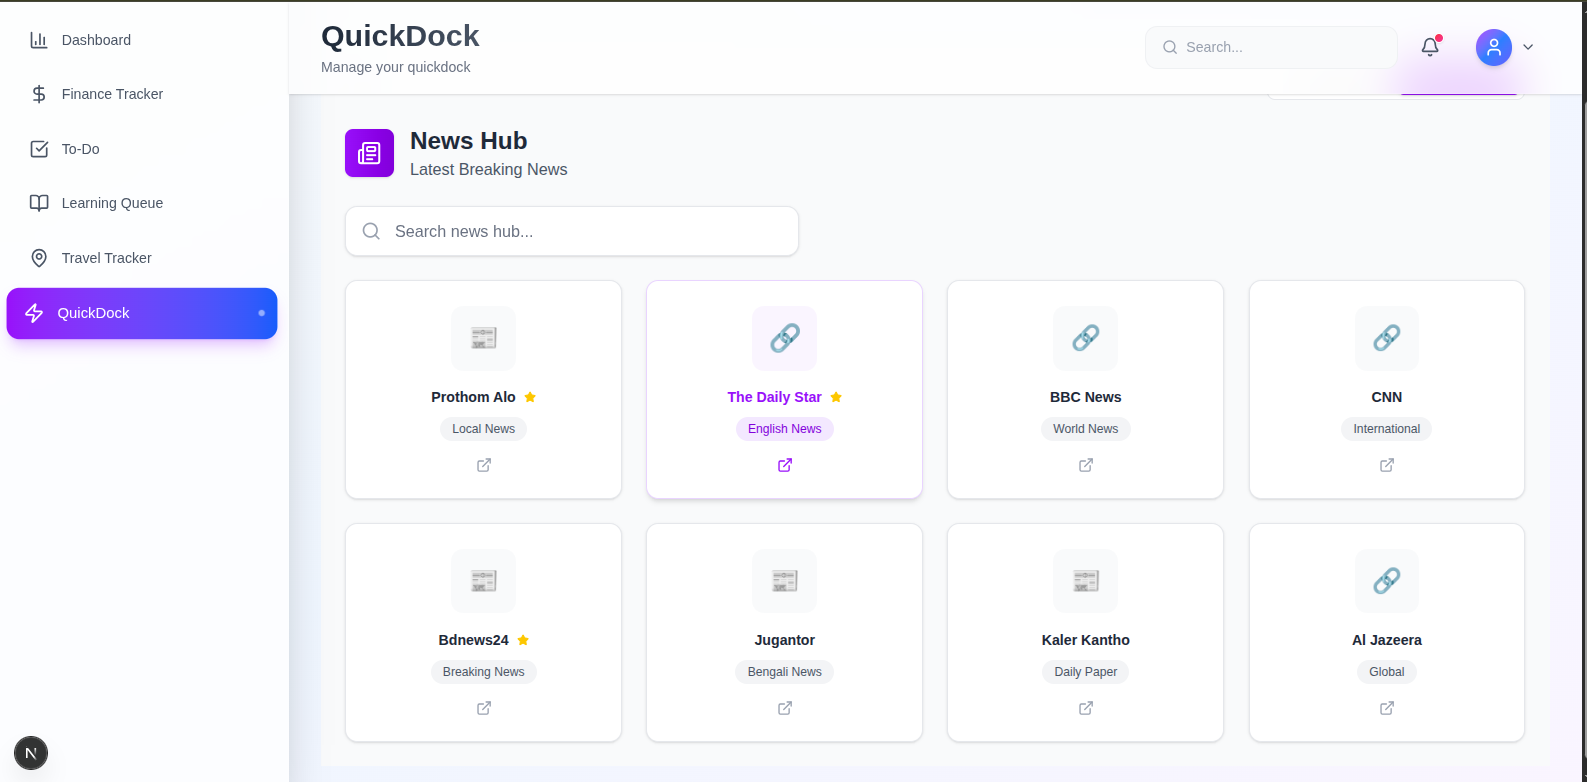 Dashboard
Finance Tracker
To-Do
Learning Queue
Travel Tracker
QuickDock
N
QuickDock
Manage your quickdock
Search...
News Hub
Latest Breaking News
Search news hub...
Prothom Alo
Local News
The Daily Star
English News
BBC News
World News
CNN
International
Bdnews24
Breaking News
Jugantor
Bengali News
Kaler Kantho
Daily Paper
Al Jazeera
Global